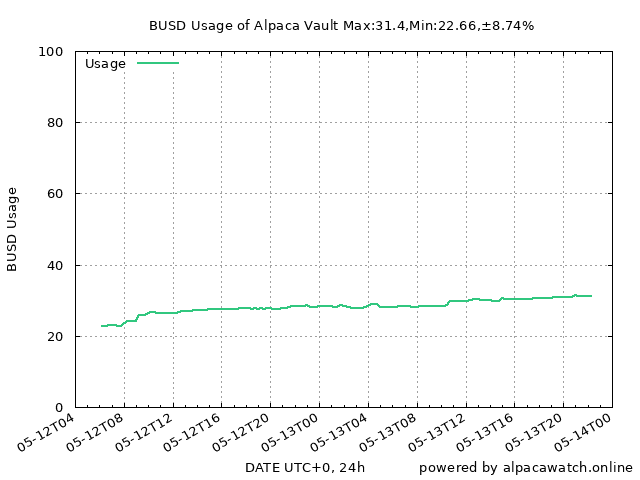 BUSD Usage of Alpaca Vault Max:31.4,Min:22.66,±8.74%
Usage
BUSD Usage
100
80
60
40
20
0
05-12T04
05-12T08
05-12T12
05-12T16
05-12T20
05-13T00
05-13T04
05-13T08
05-13T12
05-13T16
05-13T20
05-14T00
DATE UTC+0, 24h
powered by alpacawatch.online